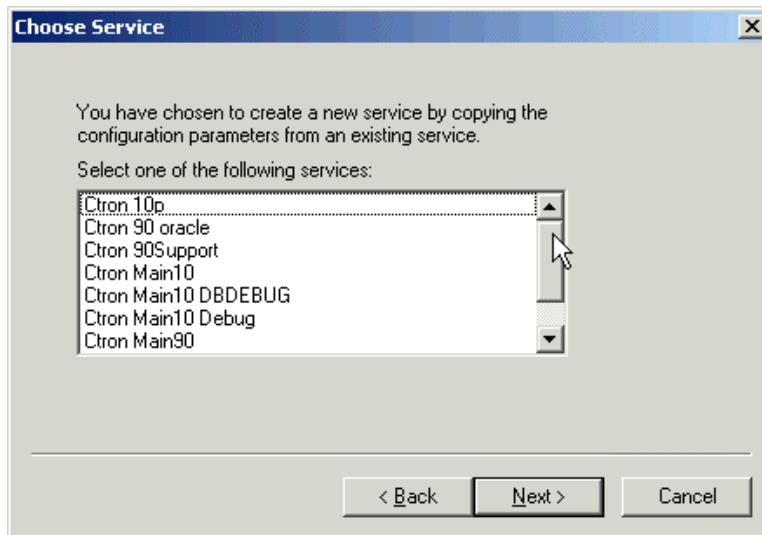 Choose Service
You have chosen to create a new service by copying the
configuration parameters from an existing service.
Select one of the following services:
Ctron 10p
Ctron 90 oracle
Ctron 90Support
Ctron Main10
Ctron Main10 DBDEBUG
Ctron Main10 Debug
Ctron Main90
< Back
Next >
Cancel